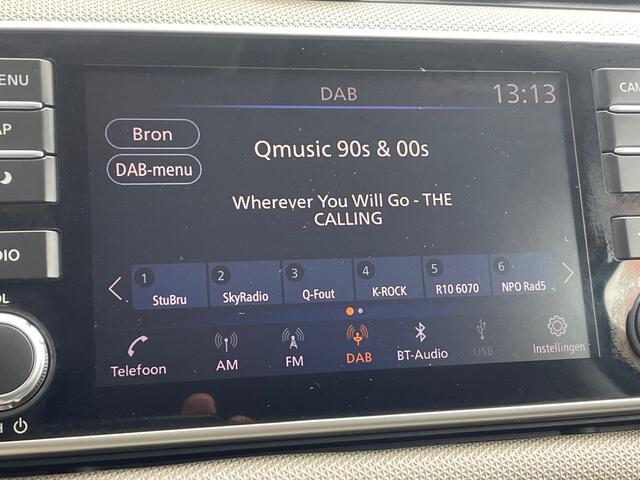 DAB
13:13
Bron
DAB-menu
Qmusic 90s & 00s
Wherever You Will Go - THE
CALLING
1 StuBru
2 SkyRadio
3 Q-Fout
4 K-ROCK
5 R10 6070
6 NPO Rad5
Telefoon
AM
FM
DAB
BT-Audio
USB
Instellingen
ENU
AP
DIO
OL
CAM